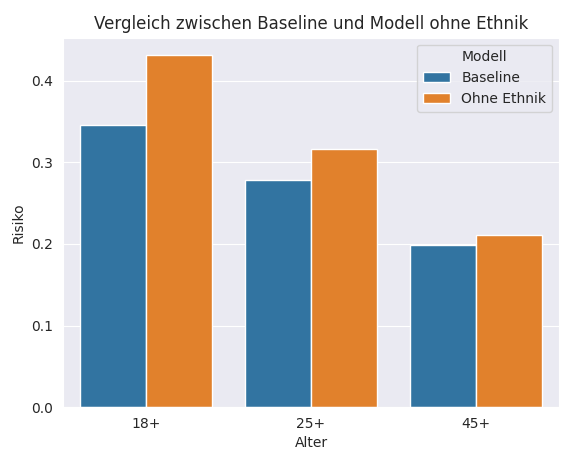 Vergleich zwischen Baseline und Modell ohne Ethnik
Modell
Baseline
Ohne Ethnik
Risiko
0.4
0.3
0.2
0.1
0.0
18+
25+
45+
Alter